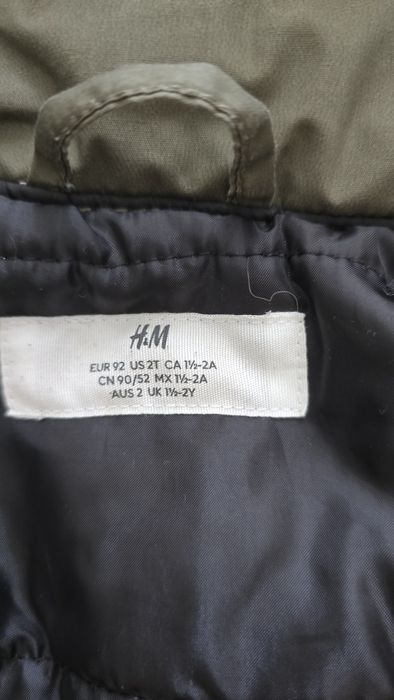 H&M
EUR 92 US 2T CA 1½-2A
CN 90/52 MX 1½-2A
AUS 2 UK 1½-2Y